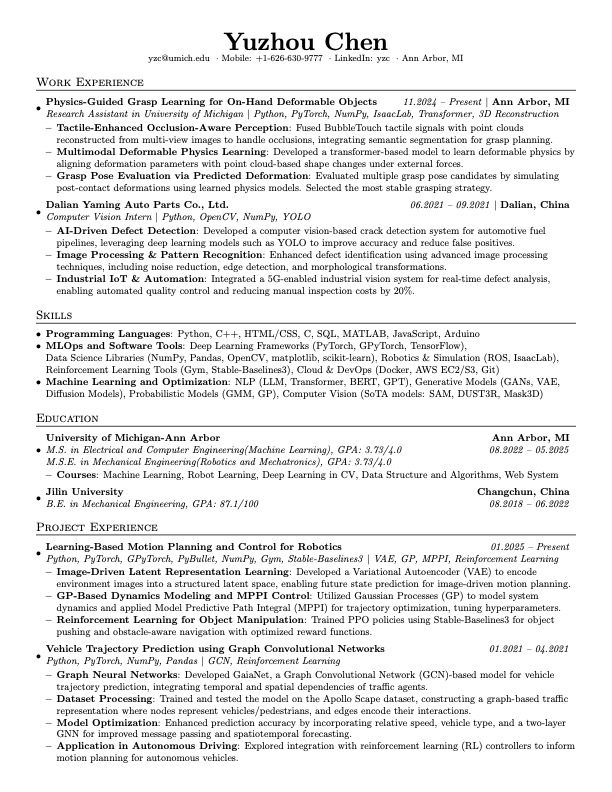 Yuzhou Chen
yzc@umich.edu · Mobile: +1-626-630-9777 · LinkedIn: yzc · Ann Arbor, MI
Work Experience
Physics-Guided Grasp Learning for On-Hand Deformable Objects 11.2024 – Present | Ann Arbor, MI
• Research Assistant in University of Michigan | Python, PyTorch, NumPy, IsaacLab, Transformer, 3D Reconstruction
– Tactile-Enhanced Occlusion-Aware Perception: Fused BubbleTouch tactile signals with point clouds
reconstructed from multi-view images to handle occlusions, integrating semantic segmentation for grasp planning.
– Multimodal Deformable Physics Learning: Developed a transformer-based model to learn deformable physics by
aligning deformation parameters with point cloud-based shape changes under external forces.
– Grasp Pose Evaluation via Predicted Deformation: Evaluated multiple grasp pose candidates by simulating
post-contact deformations using learned physics models. Selected the most stable grasping strategy.
Dalian Yaming Auto Parts Co., Ltd. 06.2021 – 09.2021 | Dalian, China
• Computer Vision Intern | Python, OpenCV, NumPy, YOLO
– AI-Driven Defect Detection: Developed a computer vision-based crack detection system for automotive fuel
pipelines, leveraging deep learning models such as YOLO to improve accuracy and reduce false positives.
– Image Processing & Pattern Recognition: Enhanced defect identification using advanced image processing
techniques, including noise reduction, edge detection, and morphological transformations.
– Industrial IoT & Automation: Integrated a 5G-enabled industrial vision system for real-time defect analysis,
enabling automated quality control and reducing manual inspection costs by 20%.
Skills
• Programming Languages: Python, C++, HTML/CSS, C, SQL, MATLAB, JavaScript, Arduino
• MLOps and Software Tools: Deep Learning Frameworks (PyTorch, GPyTorch, TensorFlow),
Data Science Libraries (NumPy, Pandas, OpenCV, matplotlib, scikit-learn), Robotics & Simulation (ROS, IsaacLab),
Reinforcement Learning Tools (Gym, Stable-Baselines3), Cloud & DevOps (Docker, AWS EC2/S3, Git)
• Machine Learning and Optimization: NLP (LLM, Transformer, BERT, GPT), Generative Models (GANs, VAE,
Diffusion Models), Probabilistic Models (GMM, GP), Computer Vision (SoTA models: SAM, DUST3R, Mask3D)
Education
University of Michigan-Ann Arbor Ann Arbor, MI
• M.S. in Electrical and Computer Engineering(Machine Learning), GPA: 3.73/4.0 08.2022 – 05.2025
M.S.E. in Mechanical Engineering(Robotics and Mechatronics), GPA: 3.73/4.0
– Courses: Machine Learning, Robot Learning, Deep Learning in CV, Data Structure and Algorithms, Web System
Jilin University Changchun, China
• B.E. in Mechanical Engineering, GPA: 87.1/100 08.2018 – 06.2022
Project Experience
Learning-Based Motion Planning and Control for Robotics 01.2025 – Present
• Python, PyTorch, GPyTorch, PyBullet, NumPy, Gym, Stable-Baselines3 | VAE, GP, MPPI, Reinforcement Learning
– Image-Driven Latent Representation Learning: Developed a Variational Autoencoder (VAE) to encode
environment images into a structured latent space, enabling future state prediction for image-driven motion planning.
– GP-Based Dynamics Modeling and MPPI Control: Utilized Gaussian Processes (GP) to model system
dynamics and applied Model Predictive Path Integral (MPPI) for trajectory optimization, tuning hyperparameters.
– Reinforcement Learning for Object Manipulation: Trained PPO policies using Stable-Baselines3 for object
pushing and obstacle-aware navigation with optimized reward functions.
Vehicle Trajectory Prediction using Graph Convolutional Networks 01.2021 – 04.2021
• Python, PyTorch, NumPy, Pandas | GCN, Reinforcement Learning
– Graph Neural Networks: Developed GaiaNet, a Graph Convolutional Network (GCN)-based model for vehicle
trajectory prediction, integrating temporal and spatial dependencies of traffic agents.
– Dataset Processing: Trained and tested the model on the Apollo Scape dataset, constructing a graph-based traffic
representation where nodes represent vehicles/pedestrians, and edges encode their interactions.
– Model Optimization: Enhanced prediction accuracy by incorporating relative speed, vehicle type, and a two-layer
GNN for improved message passing and spatiotemporal forecasting.
– Application in Autonomous Driving: Explored integration with reinforcement learning (RL) controllers to inform
motion planning for autonomous vehicles.